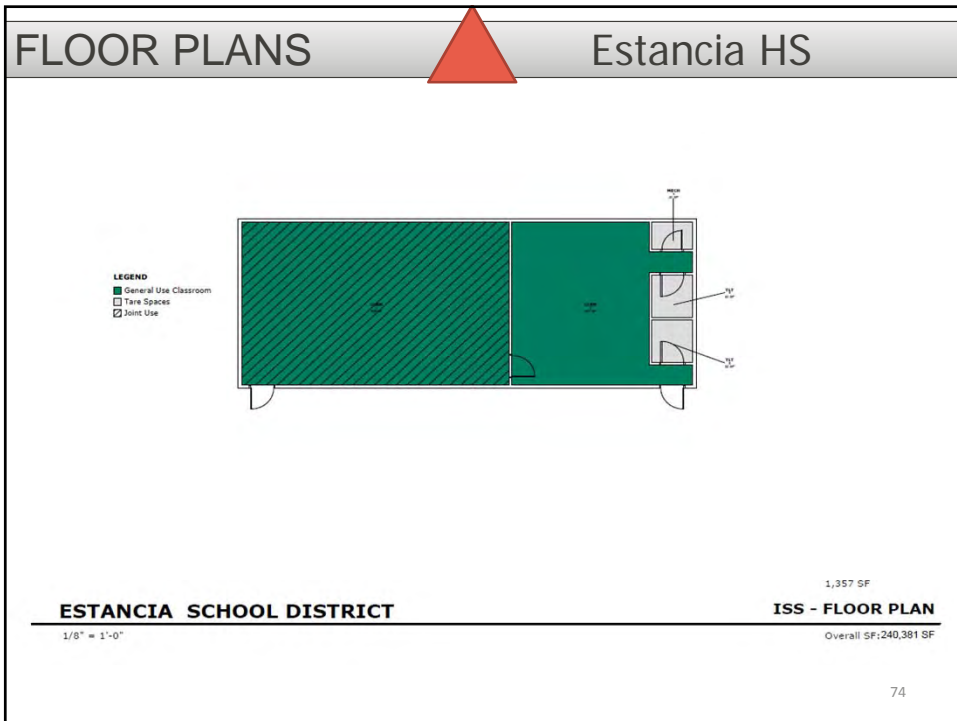 FLOOR PLANS
Estancia HS
MECH
LEGEND
General Use Classroom
Tare Spaces
Joint Use
1,357 SF
ESTANCIA SCHOOL DISTRICT
ISS - FLOOR PLAN
1/8" = 1'-0"
Overall SF:240,381 SF
74